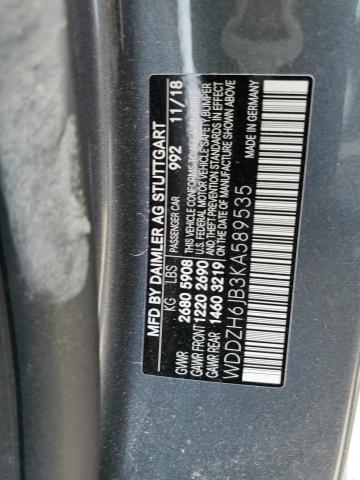 MFD BY DAIMLER AG STUTTGART
KG LBS PASSENGER CAR 992 11/18
GVWR 2680 5908 THIS VEHICLE CONFORMS TO ALL
GAWR FRONT 1220 2690 U.S. FEDERAL MOTOR VEHICLE SAFETY, BUMPER
GAWR REAR 1460 3219 AND THEFT PREVENTION STANDARDS IN EFFECT
ON THE DATE OF MANUFACTURE SHOWN ABOVE
WDDZH6JB3KA589535 MADE IN GERMANY